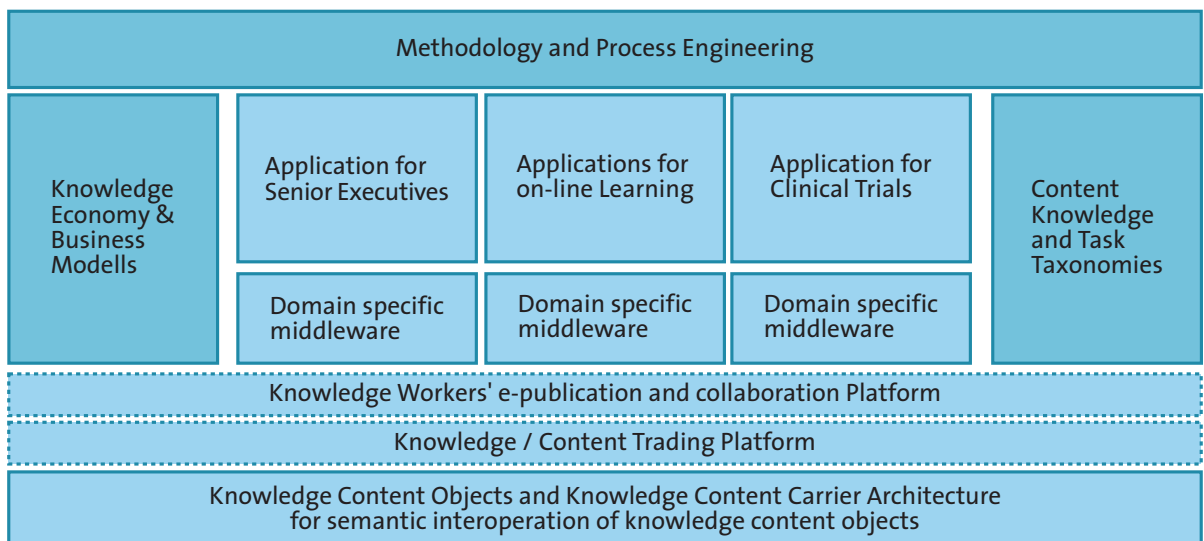 Methodology and Process Engineering
Knowledge
Economy &
Business
Modells
Application for
Senior Executives
Applications for
on-line Learning
Application for
Clinical Trials
Content
Knowledge
and Task
Taxonomies
Domain specific
middleware
Domain specific
middleware
Domain specific
middleware
Knowledge Workers' e-publication and collaboration Platform
Knowledge / Content Trading Platform
Knowledge Content Objects and Knowledge Content Carrier Architecture
for semantic interoperation of knowledge content objects